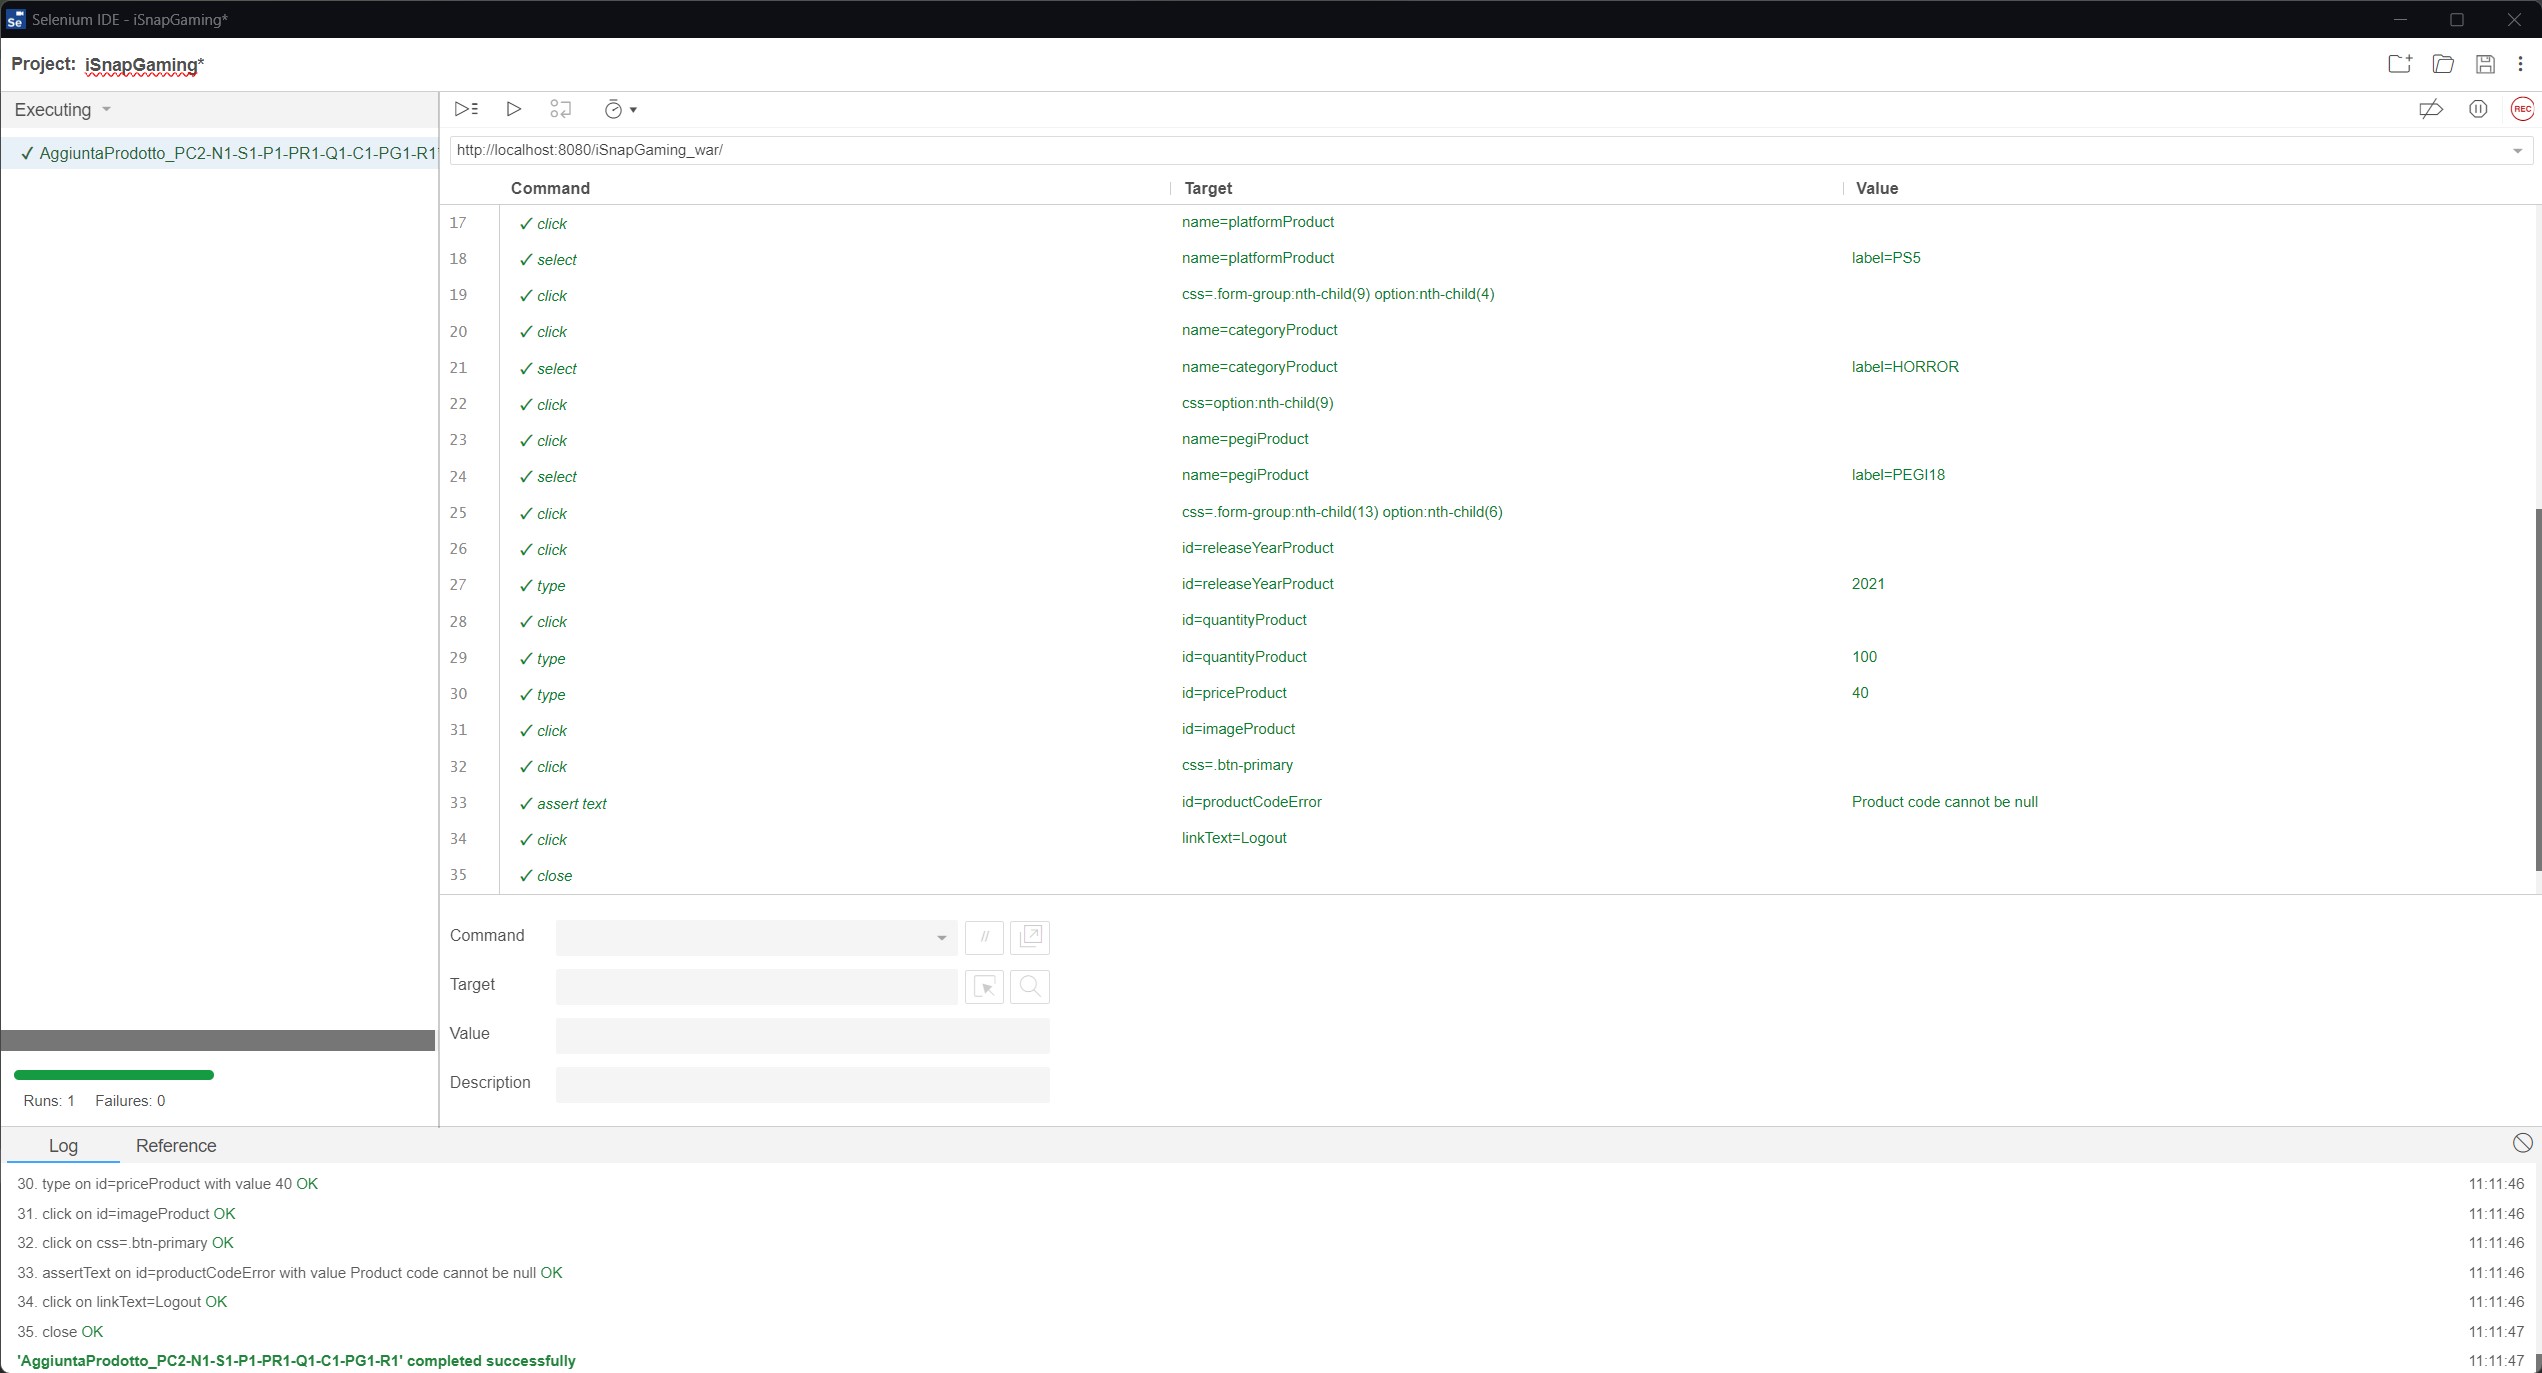 Selenium IDE - iSnapGaming*
Project: iSnapGaming*
Executing
REC
✓ AggiuntaProdotto_PC2-N1-S1-P1-PR1-Q1-C1-PG1-R1'
http://localhost:8080/iSnapGaming_war/
Command Target Value
17 ✓ click name=platformProduct
18 ✓ select name=platformProduct label=PS5
19 ✓ click css=.form-group:nth-child(9) option:nth-child(4)
20 ✓ click name=categoryProduct
21 ✓ select name=categoryProduct label=HORROR
22 ✓ click css=option:nth-child(9)
23 ✓ click name=pegiProduct
24 ✓ select name=pegiProduct label=PEGI18
25 ✓ click css=.form-group:nth-child(13) option:nth-child(6)
26 ✓ click id=releaseYearProduct
27 ✓ type id=releaseYearProduct 2021
28 ✓ click id=quantityProduct
29 ✓ type id=quantityProduct 100
30 ✓ type id=priceProduct 40
31 ✓ click id=imageProduct
32 ✓ click css=.btn-primary
33 ✓ assert text id=productCodeError Product code cannot be null
34 ✓ click linkText=Logout
35 ✓ close
Command //
Target
Value
Description
Runs: 1 Failures: 0
Log Reference
30. type on id=priceProduct with value 40 OK 11:11:46
31. click on id=imageProduct OK 11:11:46
32. click on css=.btn-primary OK 11:11:46
33. assertText on id=productCodeError with value Product code cannot be null OK 11:11:46
34. click on linkText=Logout OK 11:11:46
35. close OK 11:11:47
'AggiuntaProdotto_PC2-N1-S1-P1-PR1-Q1-C1-PG1-R1' completed successfully 11:11:47